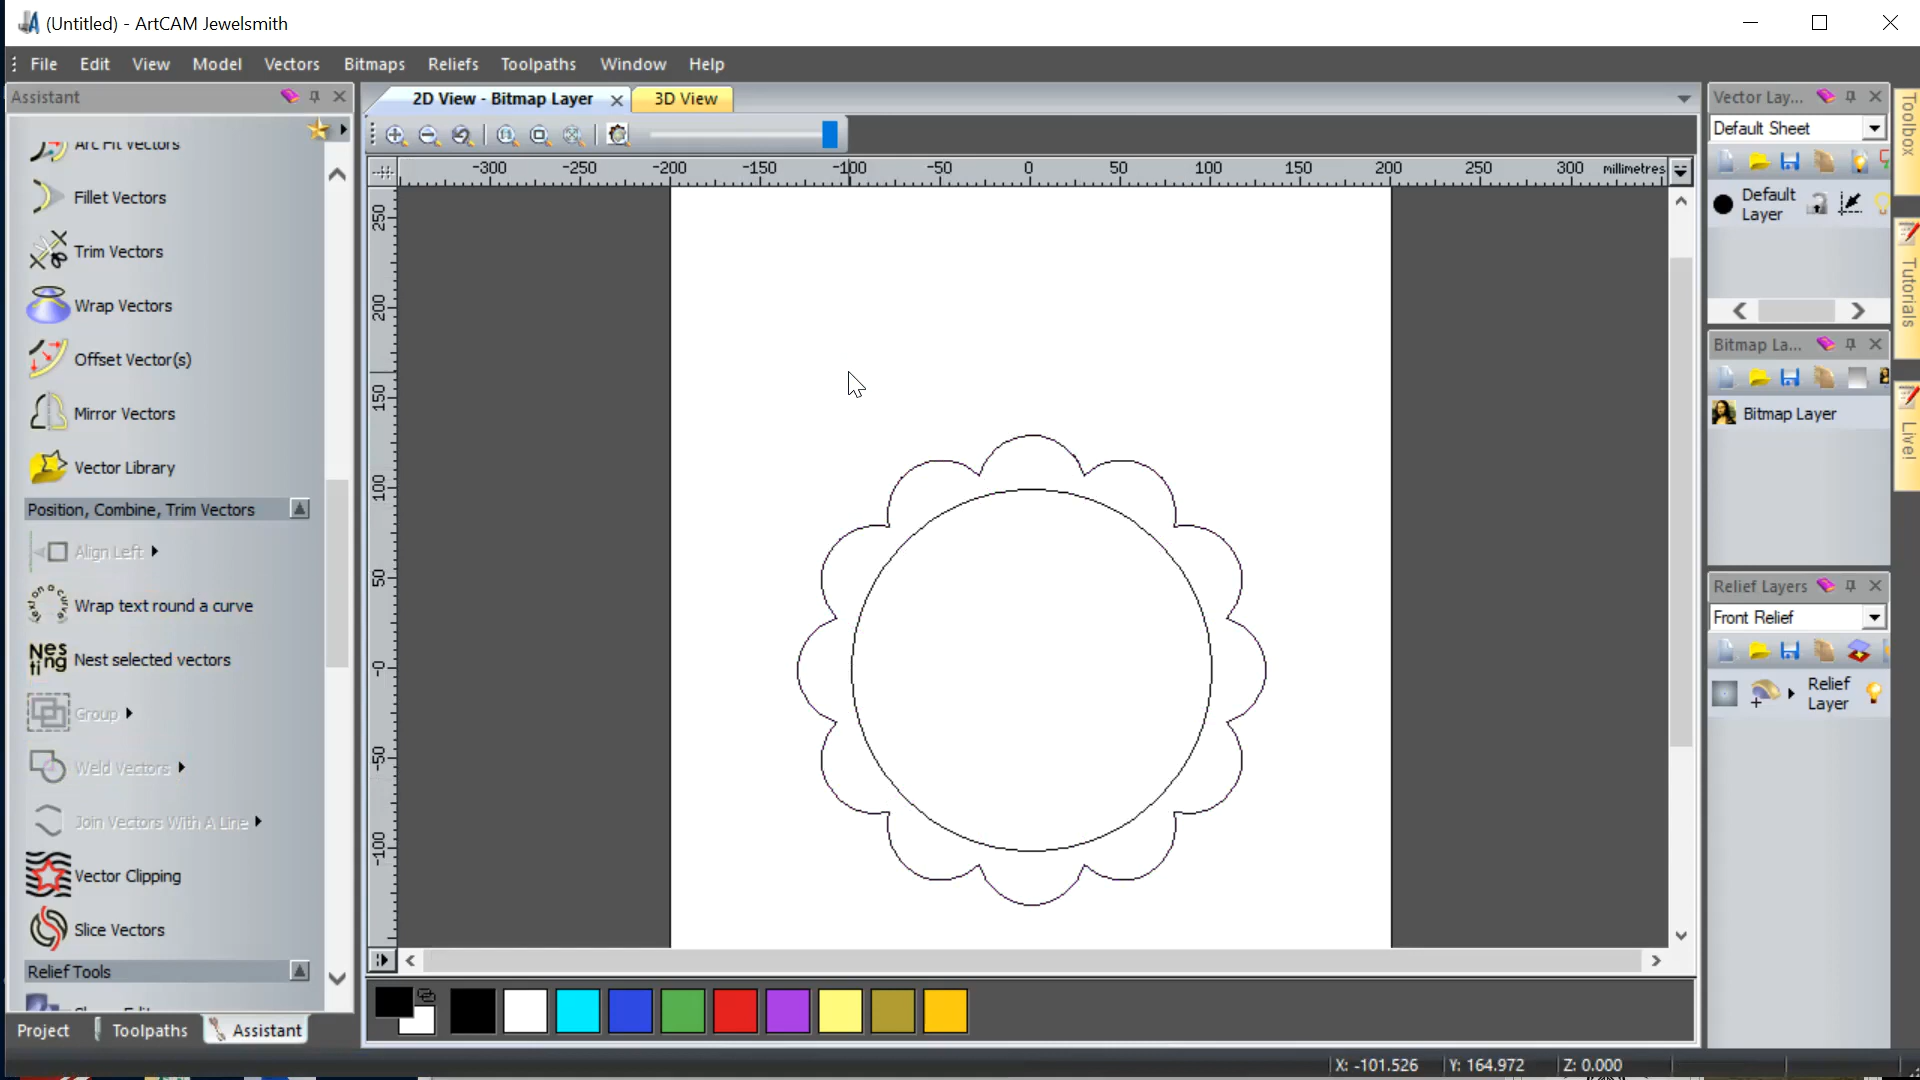 (Untitled) - ArtCAM Jewelsmith
File Edit View Model Vectors Bitmaps Reliefs Toolpaths Window Help
Assistant
Arc Fit Vectors
Fillet Vectors
Trim Vectors
Wrap Vectors
Offset Vector(s)
Mirror Vectors
Vector Library
Position, Combine, Trim Vectors
Align Left
Wrap text round a curve
Nest selected vectors
Group
Weld Vectors
Join Vectors With A Line
Vector Clipping
Slice Vectors
Relief Tools
Project Toolpaths Assistant
2D View - Bitmap Layer 3D View
-300 -250 -200 -150 -100 -50 0 50 100 150 200 250 300 millimetres
250
200
150
100
50
-0
-50
-100
Vector Lay...
Default Sheet
Default
Layer
Bitmap La...
Bitmap Layer
Relief Layers
Front Relief
Relief
Layer
Toolbox
Tutorials
Live!
X: -101.526 Y: 164.972 Z: 0.000